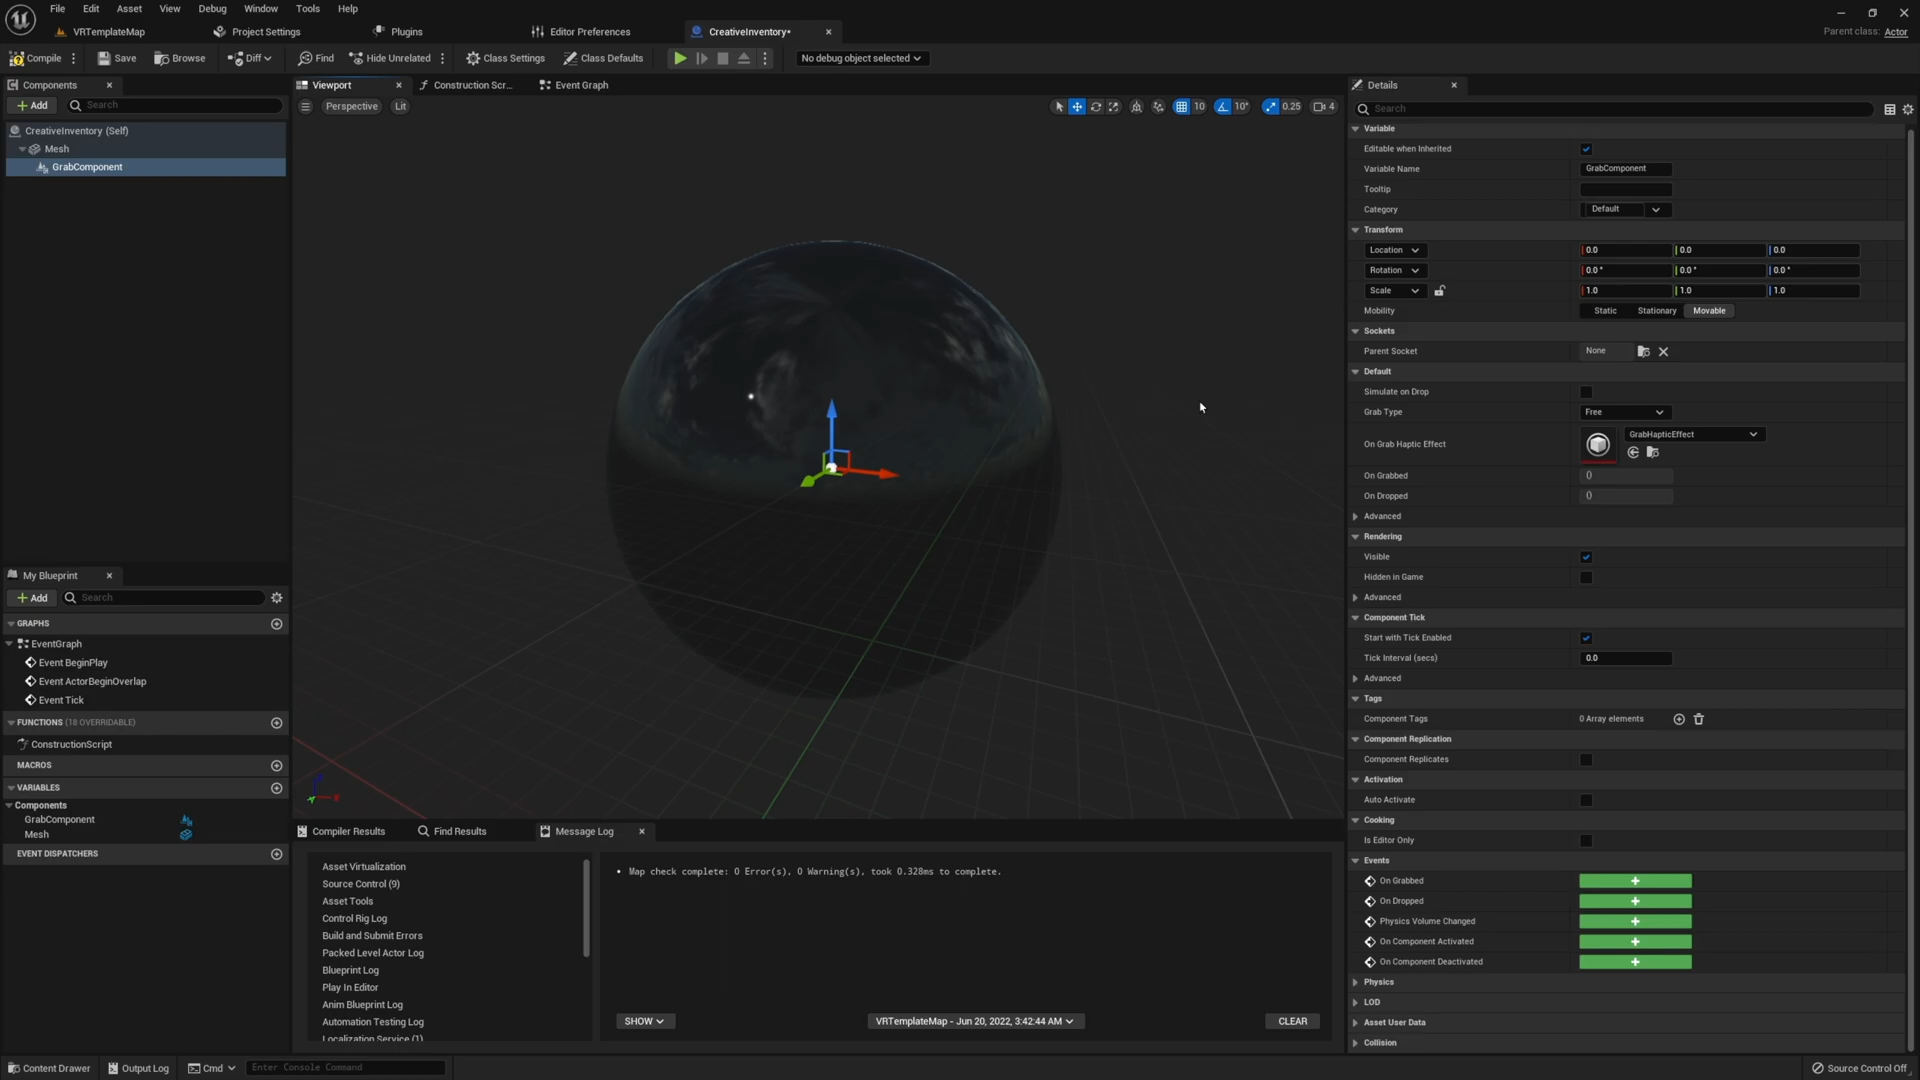 File Edit Asset View Debug Window Tools Help
VRTemplateMap Project Settings Plugins Editor Preferences CreativeInventory*
Parent class: Actor
Compile Save Browse Diff Find Hide Unrelated Class Settings Class Defaults No debug object selected
Components
Add Search
CreativeInventory (Self)
Mesh
GrabComponent
My Blueprint
Add Search
GRAPHS
EventGraph
Event BeginPlay
Event ActorBeginOverlap
Event Tick
FUNCTIONS (18 OVERRIDABLE)
ConstructionScript
MACROS
VARIABLES
Components
GrabComponent
Mesh
EVENT DISPATCHERS
Viewport Construction Scr... Event Graph
Perspective Lit 10 10° 0.25 4
Compiler Results Find Results Message Log
Asset Virtualization
Source Control (9)
Asset Tools
Control Rig Log
Build and Submit Errors
Packed Level Actor Log
Blueprint Log
Play In Editor
Anim Blueprint Log
Automation Testing Log
Localization Service (1)
• Map check complete: 0 Error(s), 0 Warning(s), took 0.328ms to complete.
SHOW VRTemplateMap - Jun 20, 2022, 3:42:44 AM CLEAR
Details
Search
Variable
Editable when Inherited
Variable Name GrabComponent
Tooltip
Category Default
Transform
Location 0.0 0.0 0.0
Rotation 0.0 ° 0.0 ° 0.0 °
Scale 1.0 1.0 1.0
Mobility Static Stationary Movable
Sockets
Parent Socket None
Default
Simulate on Drop
Grab Type Free
On Grab Haptic Effect GrabHapticEffect
On Grabbed ()
On Dropped ()
Advanced
Rendering
Visible
Hidden in Game
Advanced
Component Tick
Start with Tick Enabled
Tick Interval (secs) 0.0
Advanced
Tags
Component Tags 0 Array elements
Component Replication
Component Replicates
Activation
Auto Activate
Cooking
Is Editor Only
Events
On Grabbed
On Dropped
Physics Volume Changed
On Component Activated
On Component Deactivated
Physics
LOD
Asset User Data
Collision
Content Drawer Output Log Cmd Enter Console Command Source Control Off